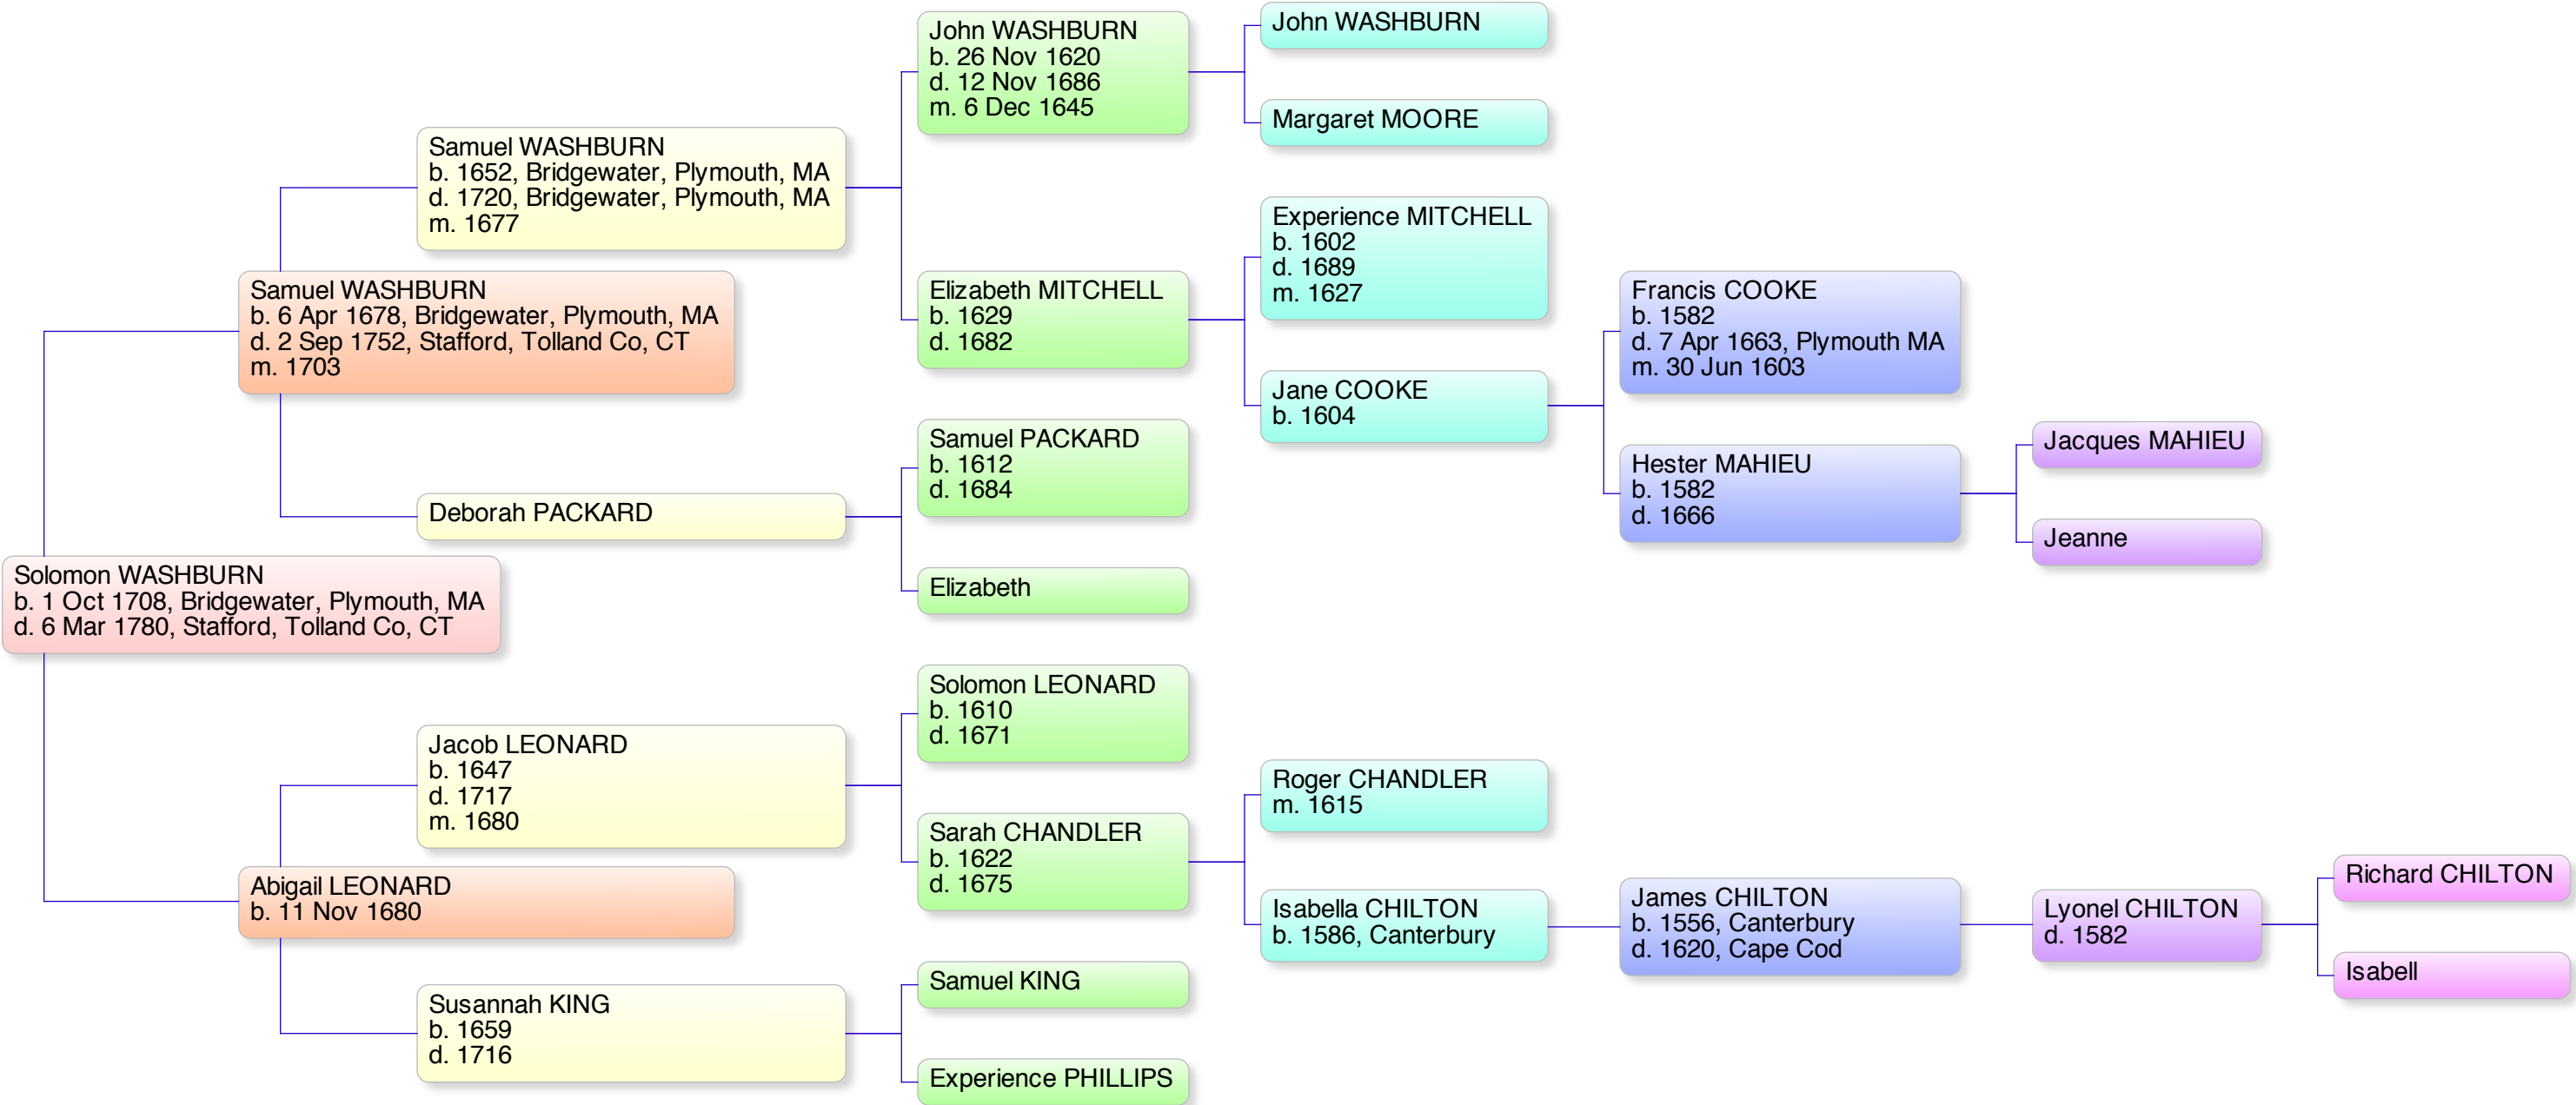 John WASHBURN
b. 26 Nov 1620
d. 12 Nov 1686
m. 6 Dec 1645
John WASHBURN
Margaret MOORE
Samuel WASHBURN
b. 1652, Bridgewater, Plymouth, MA
d. 1720, Bridgewater, Plymouth, MA
m. 1677
Experience MITCHELL
b. 1602
d. 1689
m. 1627
Samuel WASHBURN
b. 6 Apr 1678, Bridgewater, Plymouth, MA
d. 2 Sep 1752, Stafford, Tolland Co, CT
m. 1703
Elizabeth MITCHELL
b. 1629
d. 1682
Francis COOKE
b. 1582
d. 7 Apr 1663, Plymouth MA
m. 30 Jun 1603
Jane COOKE
b. 1604
Samuel PACKARD
b. 1612
d. 1684
Jacques MAHIEU
Hester MAHIEU
b. 1582
d. 1666
Deborah PACKARD
Jeanne
Solomon WASHBURN
b. 1 Oct 1708, Bridgewater, Plymouth, MA
d. 6 Mar 1780, Stafford, Tolland Co, CT
Elizabeth
Solomon LEONARD
b. 1610
d. 1671
Jacob LEONARD
b. 1647
d. 1717
m. 1680
Roger CHANDLER
m. 1615
Sarah CHANDLER
b. 1622
d. 1675
Richard CHILTON
Abigail LEONARD
b. 11 Nov 1680
Isabella CHILTON
b. 1586, Canterbury
James CHILTON
b. 1556, Canterbury
d. 1620, Cape Cod
Lyonel CHILTON
d. 1582
Isabell
Samuel KING
Susannah KING
b. 1659
d. 1716
Experience PHILLIPS